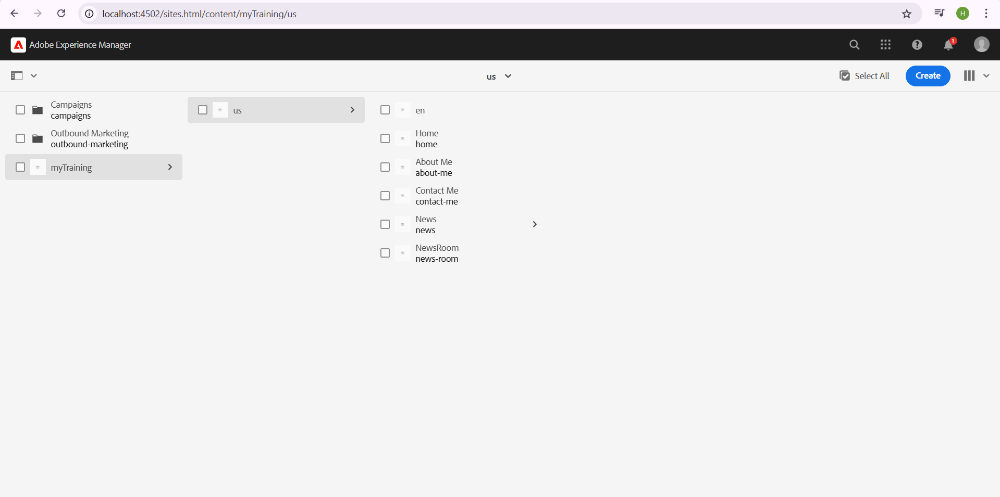 localhost:4502/sites.html/content/myTraining/us
H
Adobe Experience Manager
1
us
Select All
Create
Campaigns
campaigns
Outbound Marketing
outbound-marketing
myTraining
us
en
Home
home
About Me
about-me
Contact Me
contact-me
News
news
NewsRoom
news-room